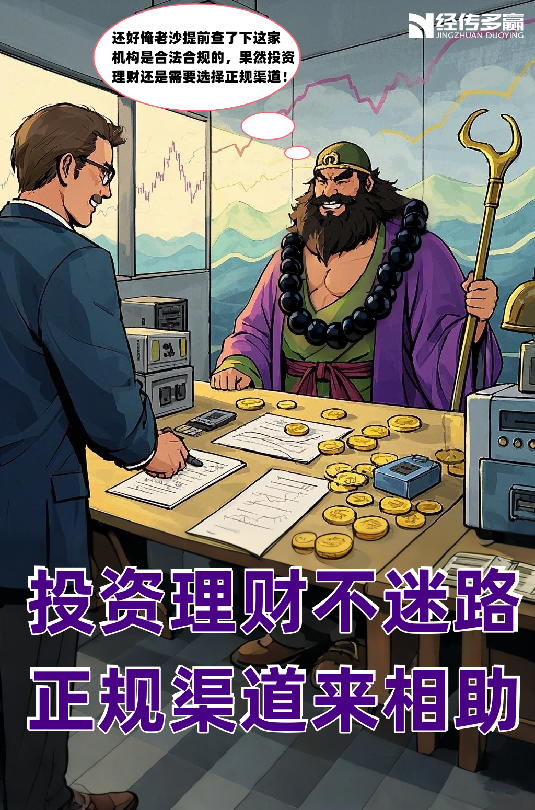 经传多赢
JINGZHUAN DUOYING
还好俺老沙提前查了下这家
机构是合法合规的，果然投资
理财还是需要选择正规渠道！
投资理财不迷路
正规渠道来相助